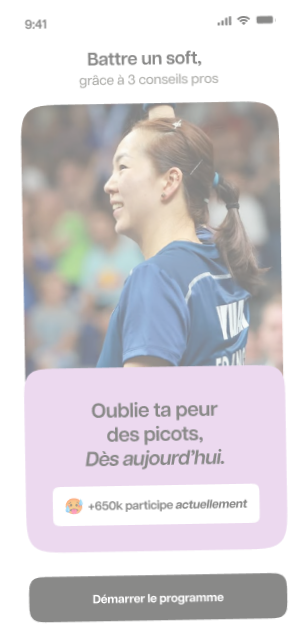 9:41
Battre un soft,
grâce à 3 conseils pros
Oublie ta peur
des picots,
Dès aujourd'hui.
+650k participe actuellement
Démarrer le programme